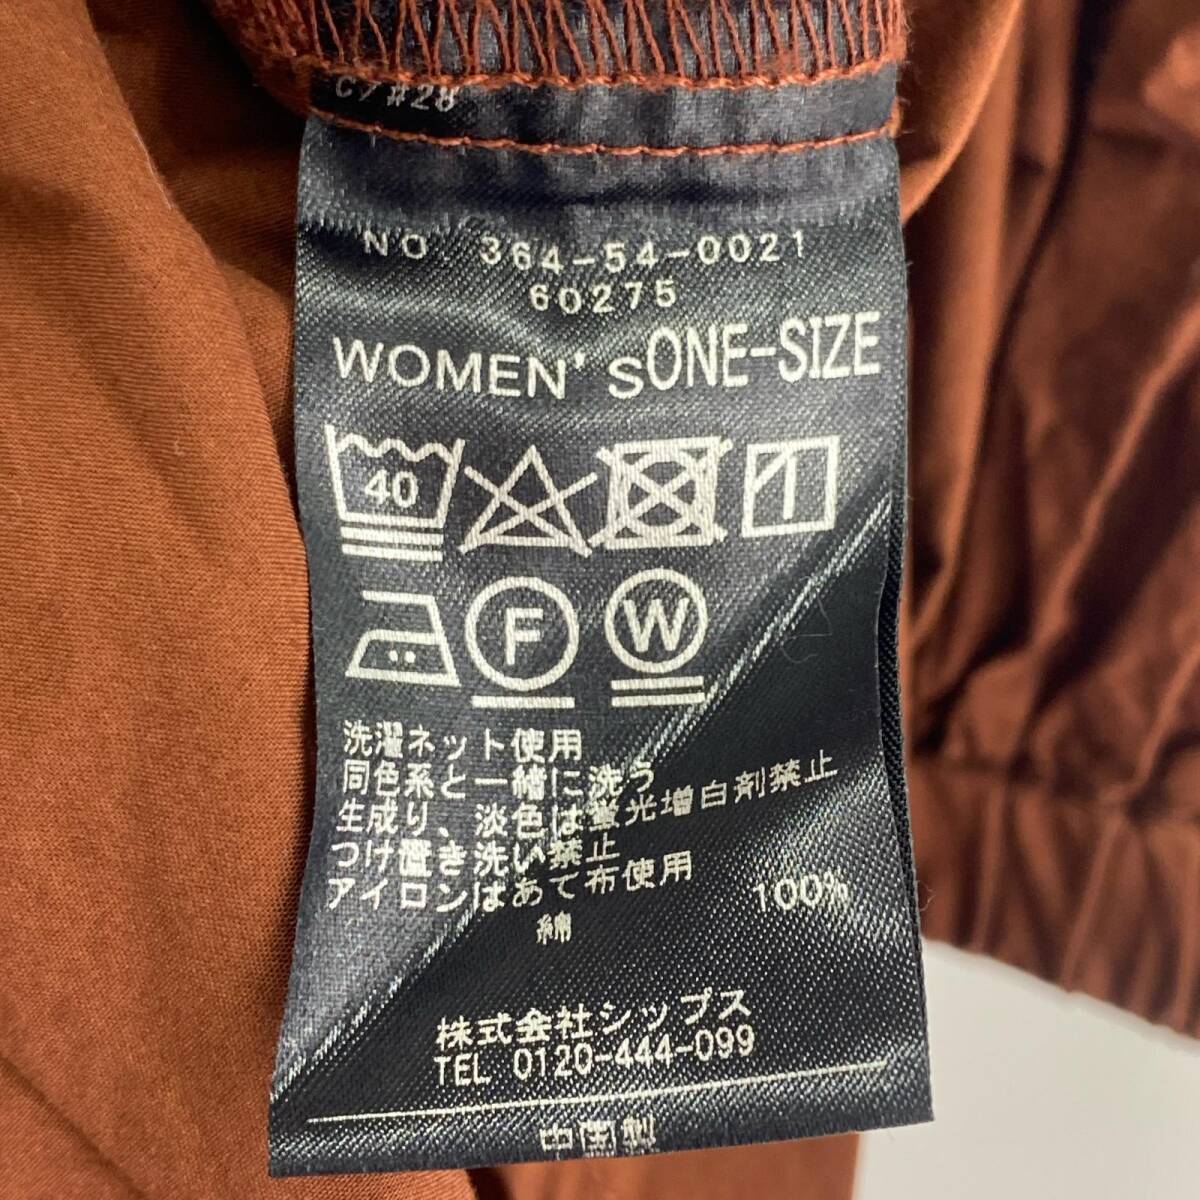 C7#28
NO 364-54-0021
60275
WOMEN'S ONE-SIZE
40
F W
洗濯ネット使用
同色系と一緒に洗う
生成り、淡色は蛍光増白剤禁止
つけ置き洗い禁止
アイロンはあて布使用
綿 100%
株式会社シップス
TEL 0120-444-099
中国製